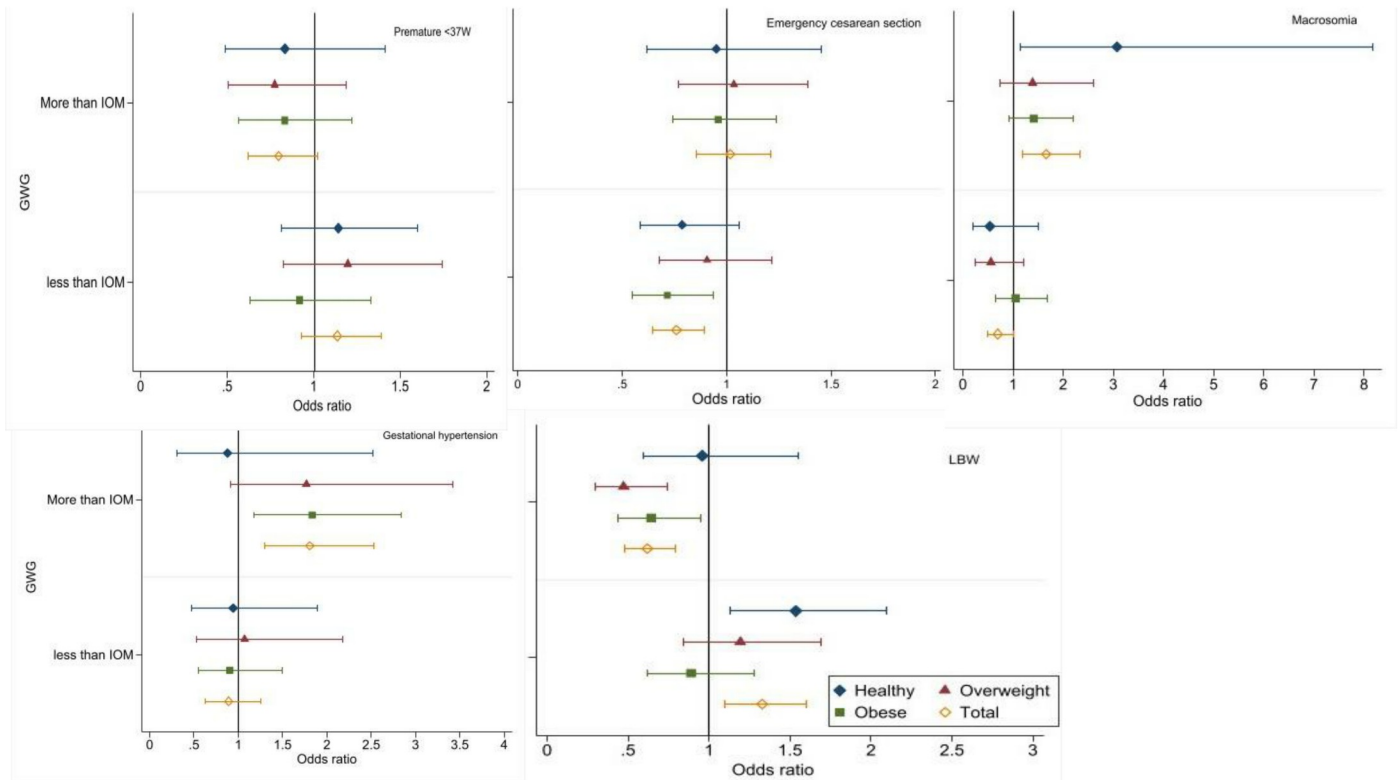 Premature <37W
More than IOM
less than IOM
GWG
0 .5 1 1.5 2
Odds ratio
Emergency cesarean section
0 .5 1 1.5 2
Odds ratio
Macrosomia
0 1 2 3 4 5 6 7 8
Odds ratio
Gestational hypertension
More than IOM
less than IOM
GWG
0 .5 1 1.5 2 2.5 3 3.5 4
Odds ratio
LBW
Healthy Overweight
Obese Total
0 .5 1 1.5 2 2.5 3
Odds ratio